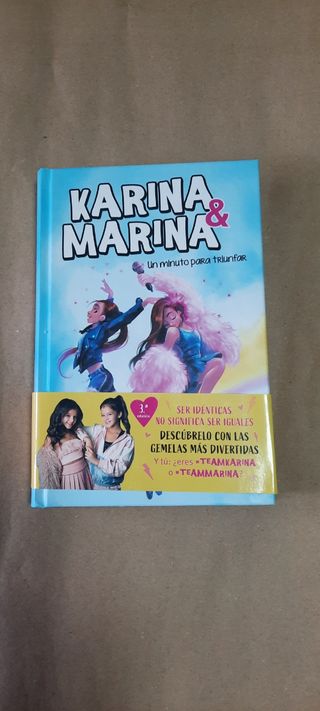 KARINA
&
MARINA
Un minuto para triunfar
3.ª
edición
SER IDÉNTICAS
NO SIGNIFICA SER IGUALES
DESCÚBRELO CON LAS
GEMELAS MÁS DIVERTIDAS
Y tú: ¿eres #TEAMKARINA
o #TEAMMARINA?